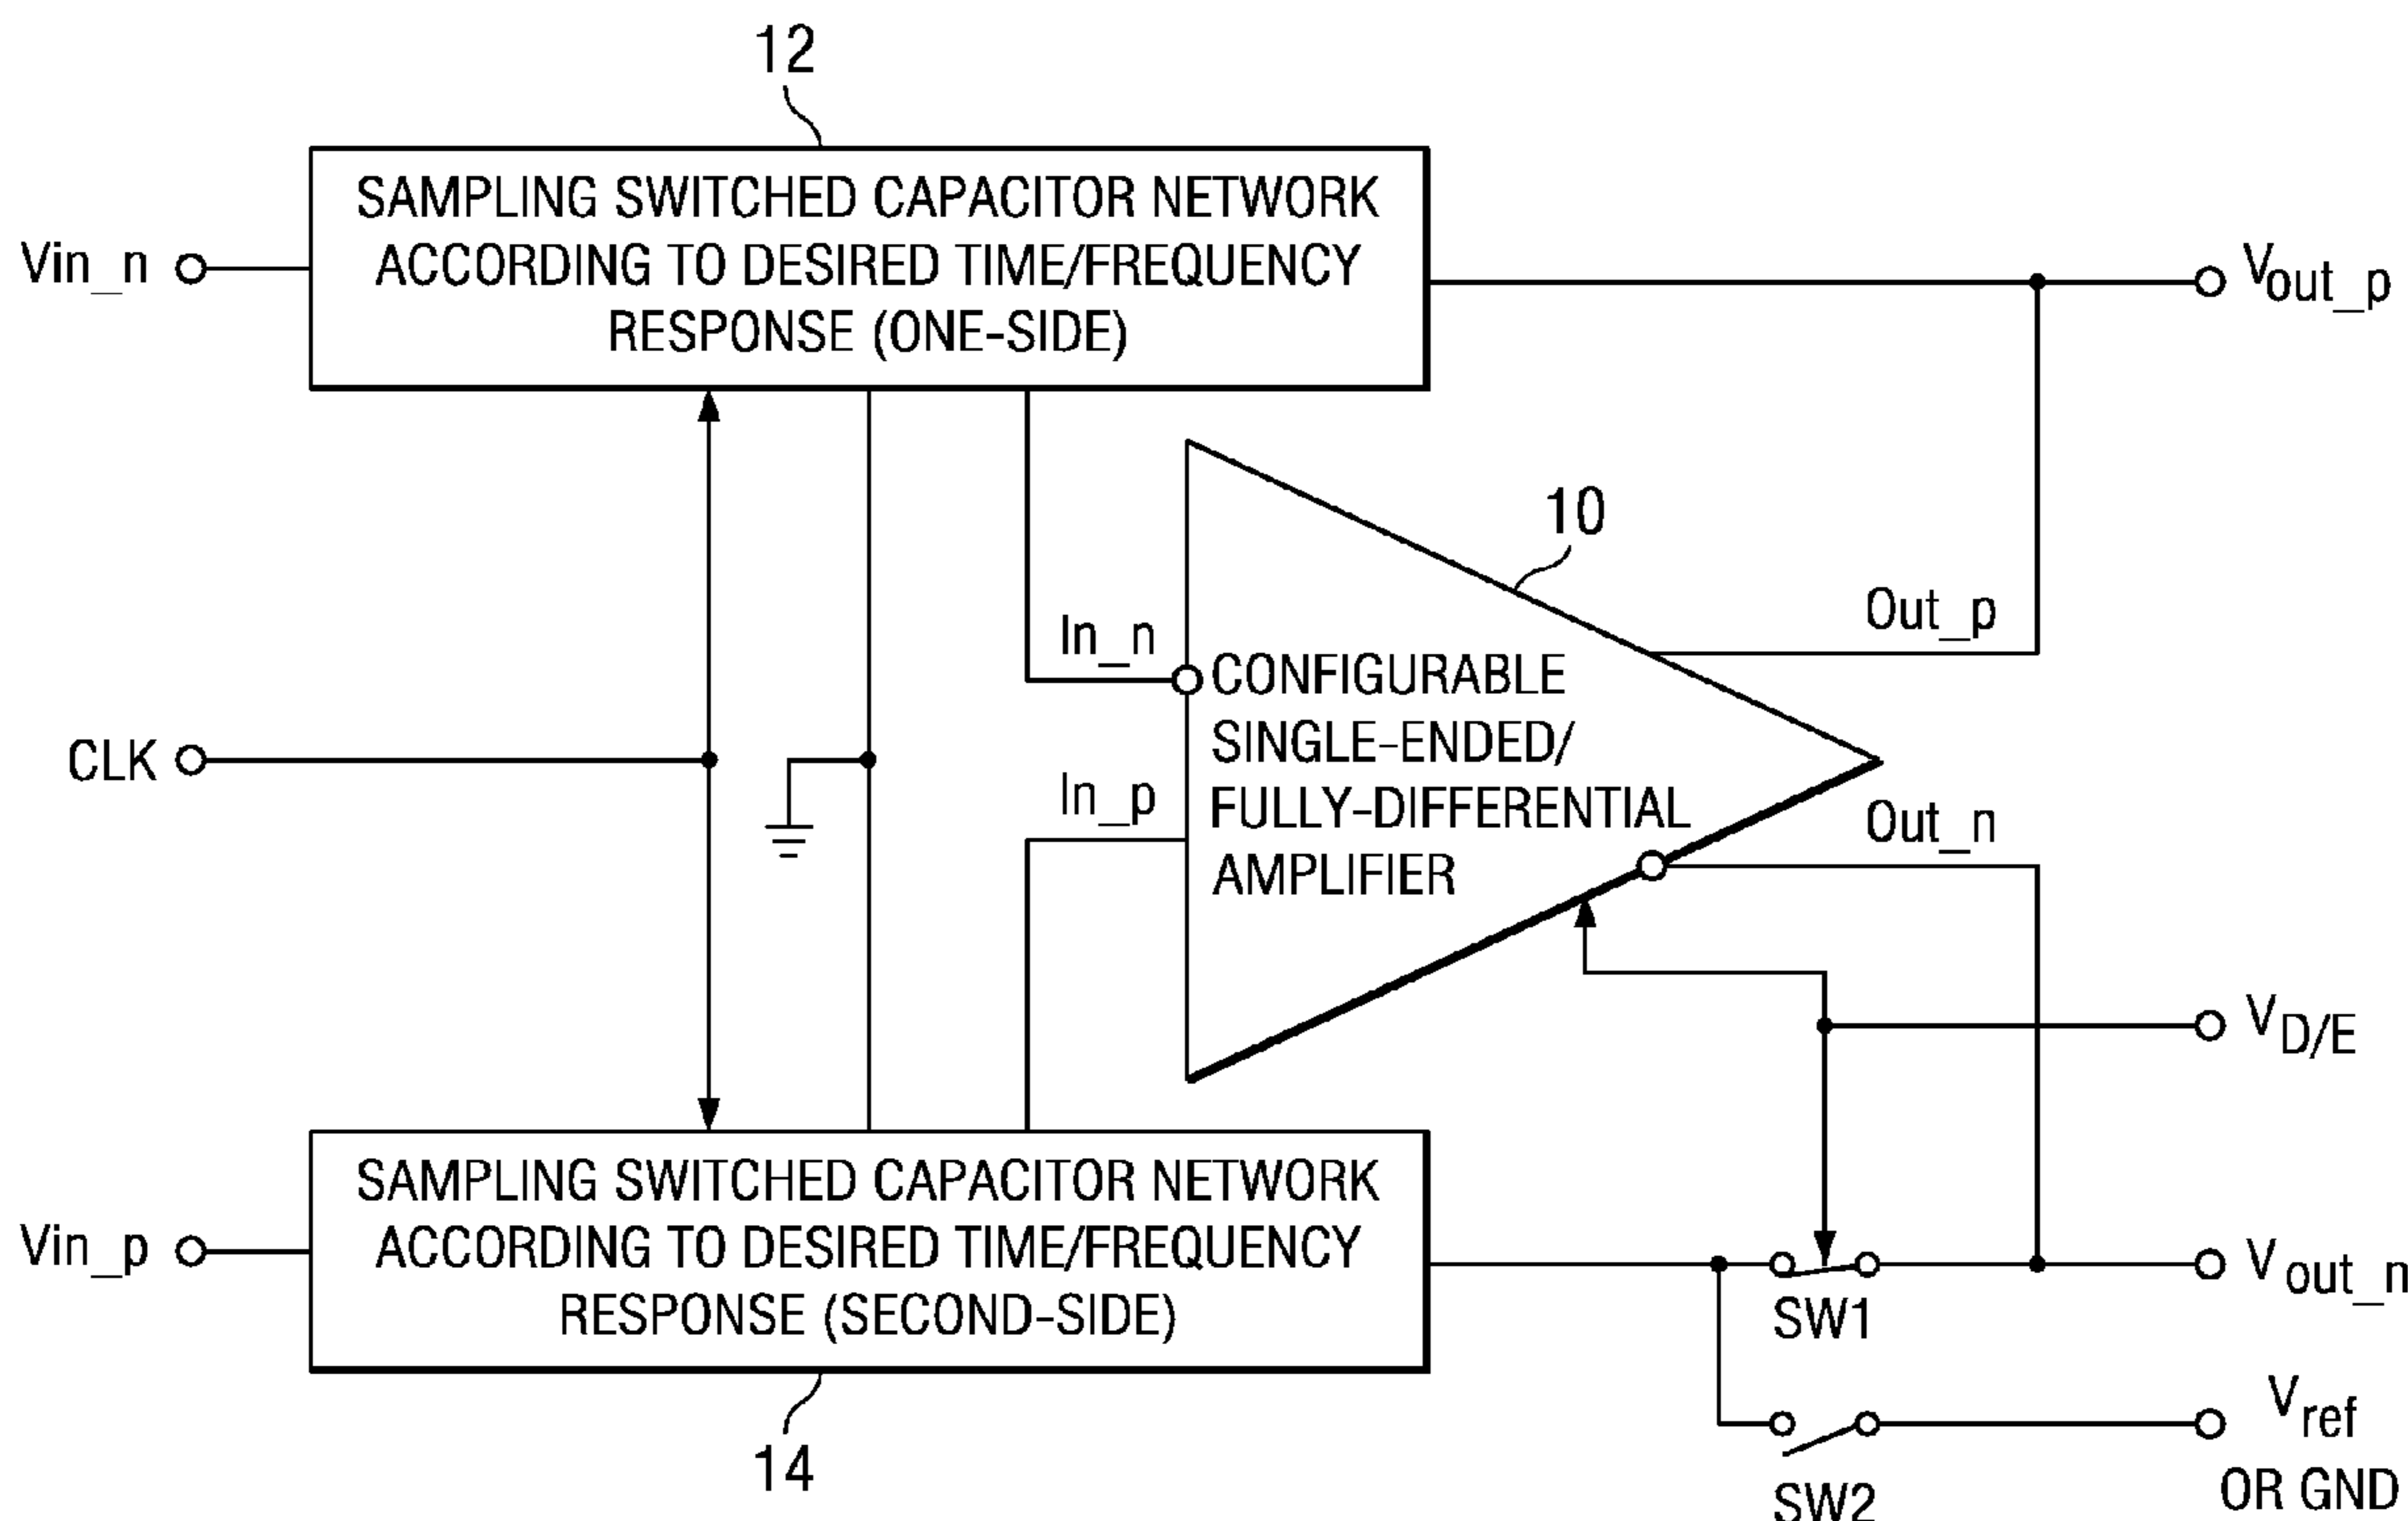 12
SAMPLING SWITCHED CAPACITOR NETWORK
ACCORDING TO DESIRED TIME/FREQUENCY
RESPONSE (ONE-SIDE)
Vin_n
Vout_p
10
Out_p
In_n
CONFIGURABLE
SINGLE-ENDED/
FULLY-DIFFERENTIAL
AMPLIFIER
CLK
In_p
Out_n
VD/E
SAMPLING SWITCHED CAPACITOR NETWORK
ACCORDING TO DESIRED TIME/FREQUENCY
RESPONSE (SECOND-SIDE)
Vin_p
Vout_n
SW1
14
Vref
OR GND
SW2